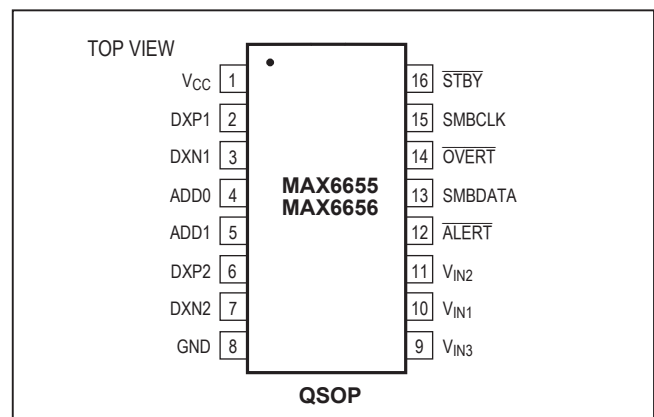 TOP VIEW
VCC 1
DXP1 2
DXN1 3
ADD0 4
ADD1 5
DXP2 6
DXN2 7
GND 8
MAX6655
MAX6656
16 STBY
15 SMBCLK
14 OVERT
13 SMBDATA
12 ALERT
11 VIN2
10 VIN1
9 VIN3
QSOP